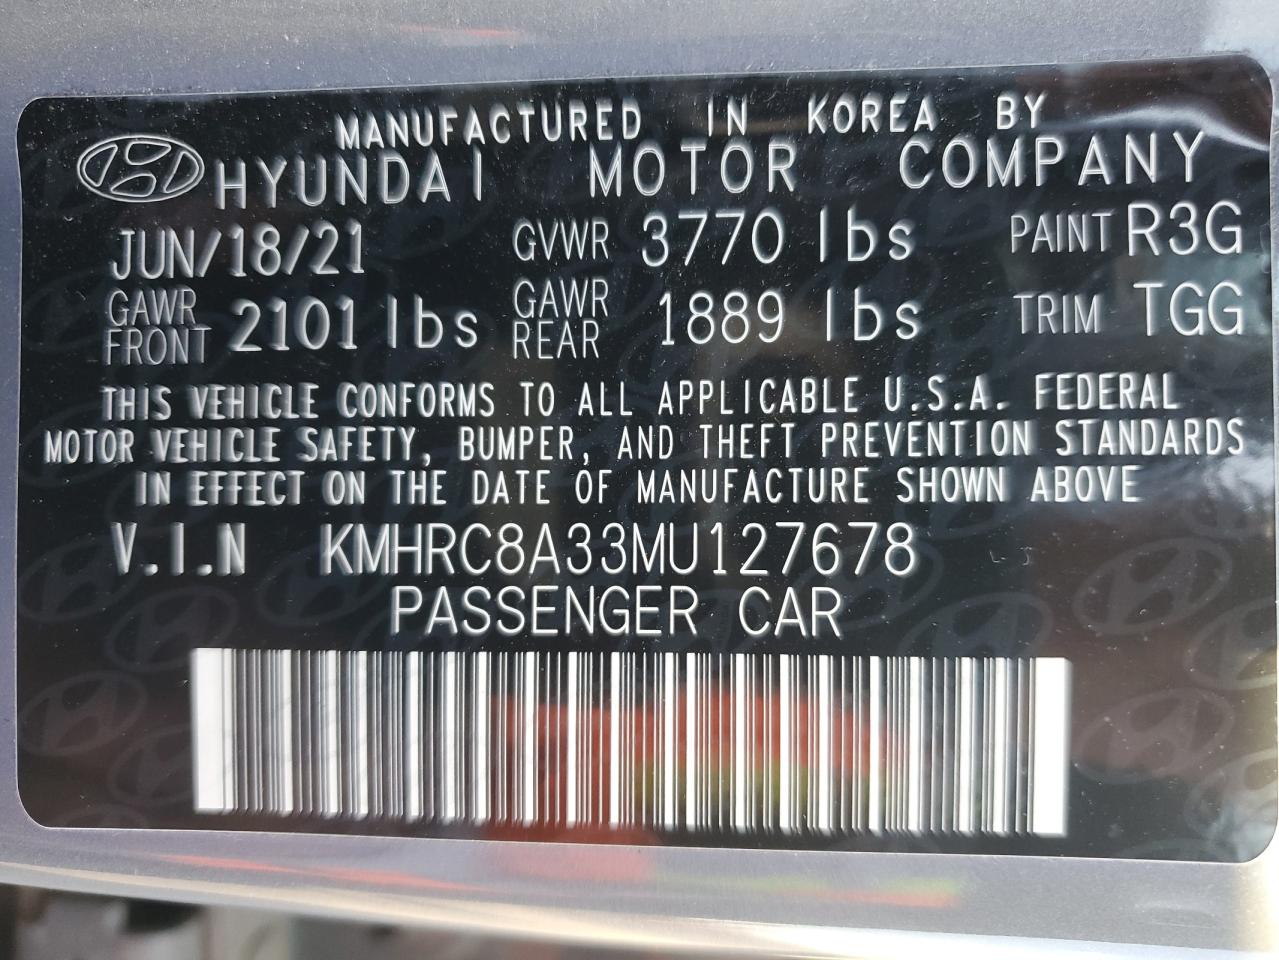 MANUFACTURED IN KOREA BY
HYUNDAI MOTOR COMPANY
JUN/18/21 GVWR 3770 lbs PAINT R3G
GAWR FRONT 2101 lbs GAWR REAR 1889 lbs TRIM TGG
THIS VEHICLE CONFORMS TO ALL APPLICABLE U.S.A. FEDERAL
MOTOR VEHICLE SAFETY, BUMPER, AND THEFT PREVENTION STANDARDS
IN EFFECT ON THE DATE OF MANUFACTURE SHOWN ABOVE
V.I.N KMHRC8A33MU127678
PASSENGER CAR